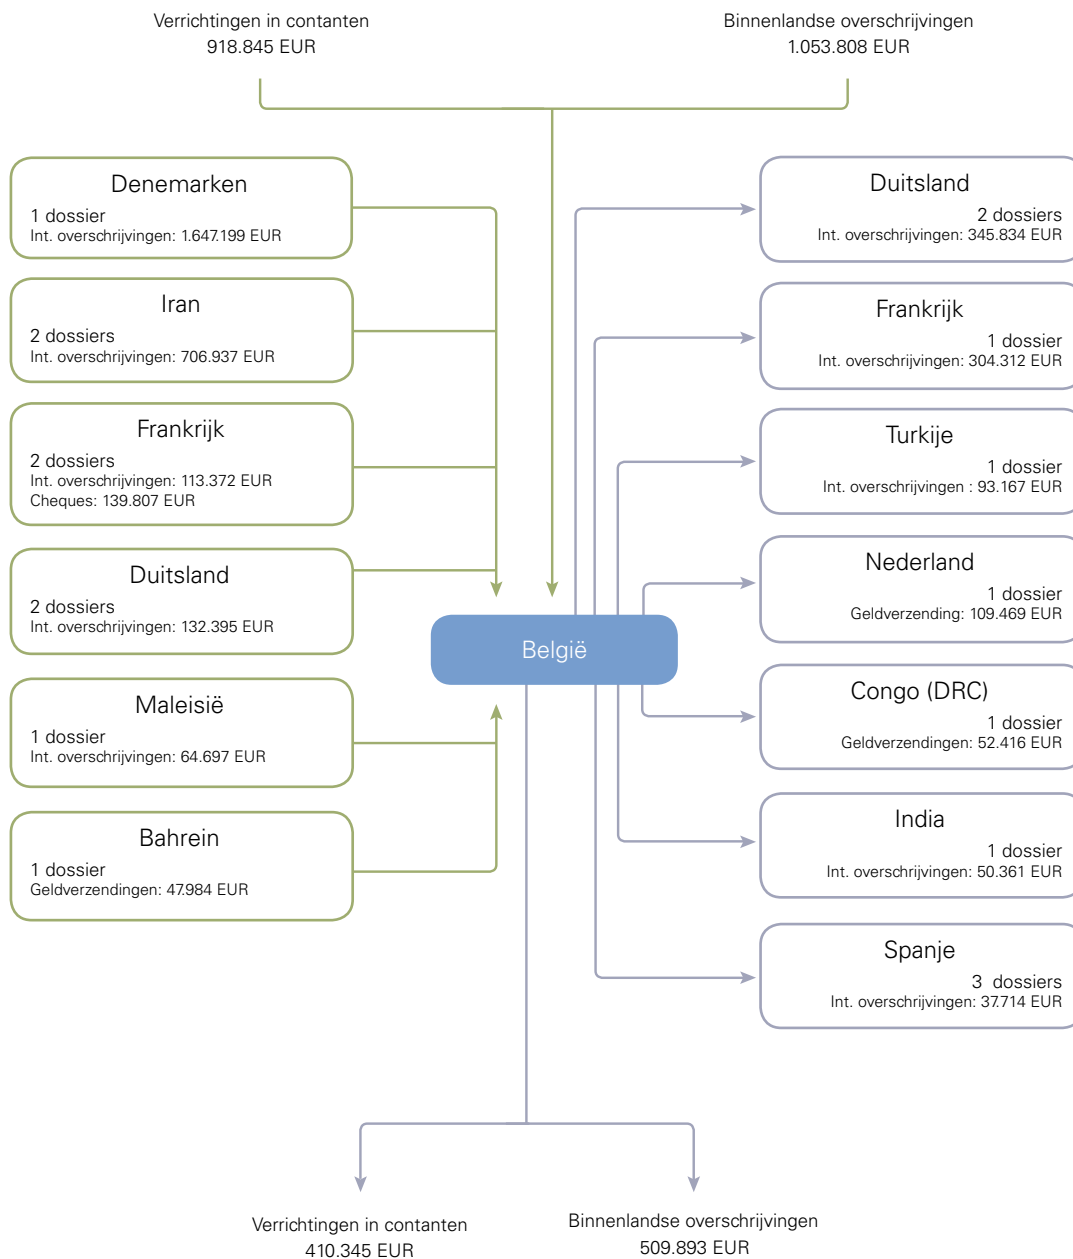 Verrichtingen in contanten
918.845 EUR
Binnenlandse overschrijvingen
1.053.808 EUR
Denemarken
1 dossier
Int. overschrijvingen: 1.647.199 EUR
Iran
2 dossiers
Int. overschrijvingen: 706.937 EUR
Frankrijk
2 dossiers
Int. overschrijvingen: 113.372 EUR
Cheques: 139.807 EUR
Duitsland
2 dossiers
Int. overschrijvingen: 132.395 EUR
Maleisië
1 dossier
Int. overschrijvingen: 64.697 EUR
Bahrein
1 dossier
Geldverzendingen: 47.984 EUR
België
Duitsland
2 dossiers
Int. overschrijvingen: 345.834 EUR
Frankrijk
1 dossier
Int. overschrijvingen: 304.312 EUR
Turkije
1 dossier
Int. overschrijvingen : 93.167 EUR
Nederland
1 dossier
Geldverzending: 109.469 EUR
Congo (DRC)
1 dossier
Geldverzendingen: 52.416 EUR
India
1 dossier
Int. overschrijvingen: 50.361 EUR
Spanje
3 dossiers
Int. overschrijvingen: 37.714 EUR
Verrichtingen in contanten
410.345 EUR
Binnenlandse overschrijvingen
509.893 EUR